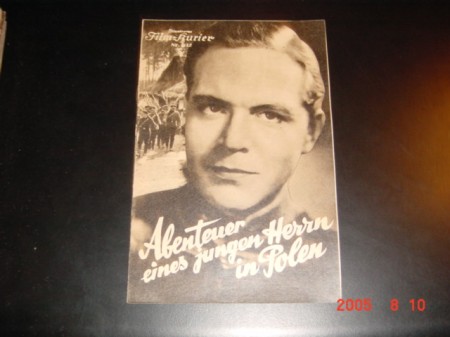 Film-Kurier
Abenteuer
eines jungen Herrn
in Polen
2005 8 10